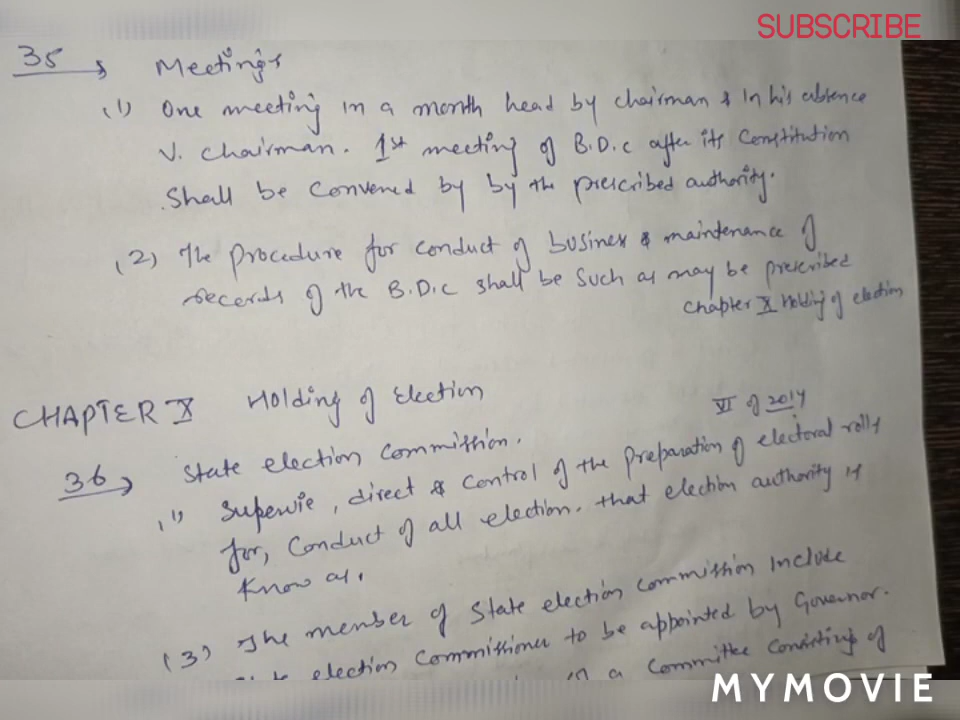 SUBSCRIBE
35 → Meetings
(1) One meeting in a month head by chairman & in his absence
V. chairman. 1st meeting of B.D.C after its Constitution
Shall be Convened by by the prescribed authority.
(2) The procedure for conduct of business & maintenance of
records of the B.D.C shall be such as may be prescribed
Chapter X Holding of election
CHAPTER X Holding of Election
VI of 2014
36 → State election Commission.
(1) Supervie, direct & Control of the preparation of electoral rolls
for, Conduct of all election. that election authority is
Know as.
(3) The member of State election Commission include
election Commissioner to be appointed by Governor.
in a Committee Consisting of
MYMOVIE